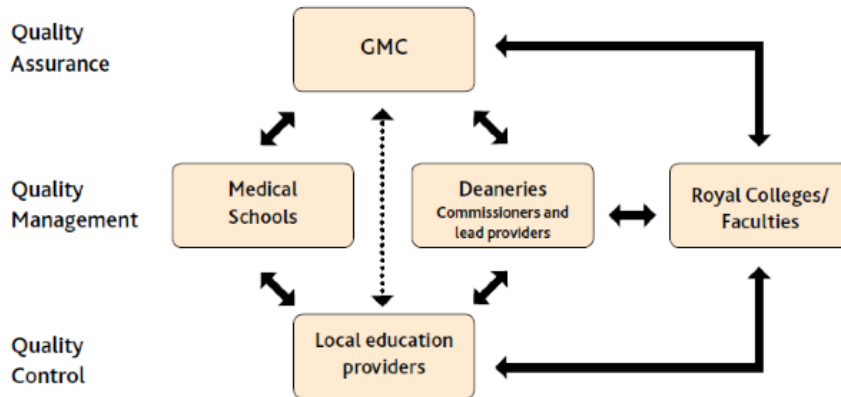 Quality
Assurance
GMC
Quality
Management
Medical
Schools
Deaneries
Commissioners and
lead providers
Royal Colleges/
Faculties
Quality
Control
Local education
providers